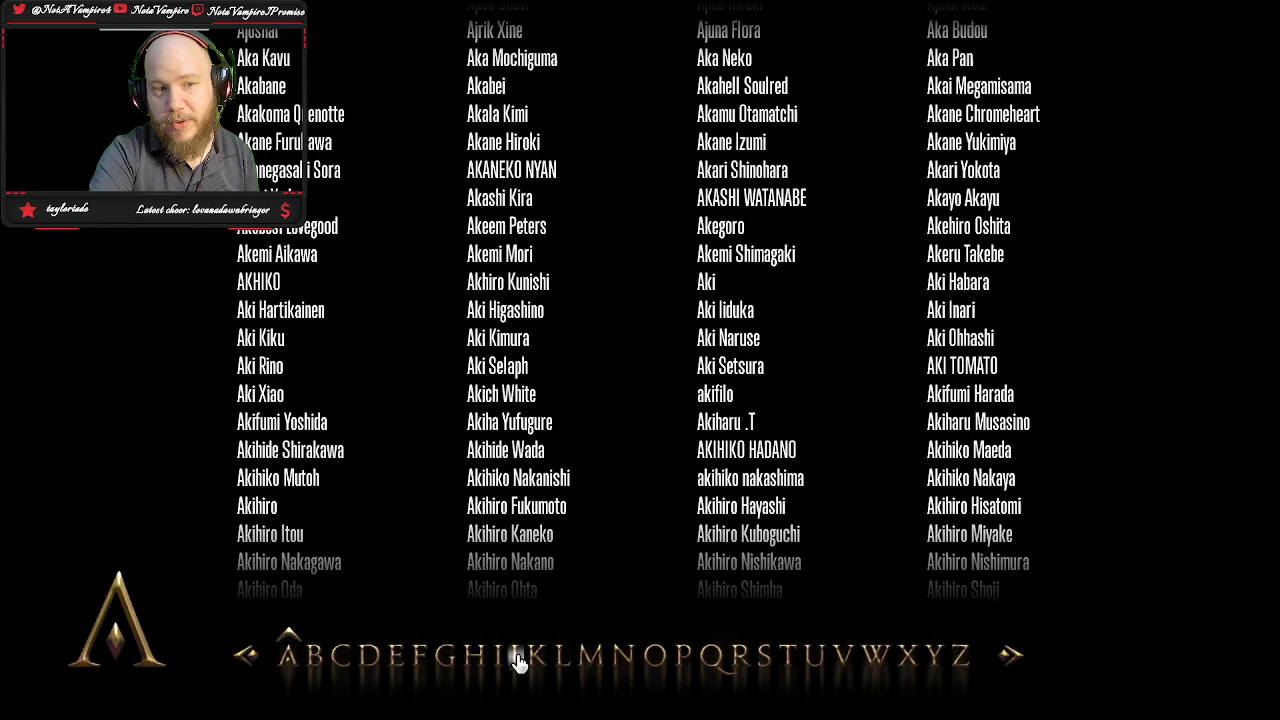 @NotAVampire4 NotaVampire NotaVampireIPromise
Ajrik Xine Ajuna Flora Aka Budou
Aka Kavu Aka Mochiguma Aka Neko Aka Pan
Akabane Akabei Akahell Soulred Akai Megamisama
Akakoma Quenotte Akala Kimi Akamu Otamatchi Akane Chromeheart
Akane Furukawa Akane Hiroki Akane Izumi Akane Yukimiya
Sora AKANEKO NYAN Akari Shinohara Akari Yokota
Akashi Kira AKASHI WATANABE Akayo Akayu
taylortade Latest cheer: lovanadawnbringer $
Lovegood Akeem Peters Akegoro Akehiro Oshita
Akemi Aikawa Akemi Mori Akemi Shimagaki Akeru Takebe
AKHIKO Akhiro Kunishi Aki Aki Habara
Aki Hartikainen Aki Higashino Aki Iiduka Aki Inari
Aki Kiku Aki Kimura Aki Naruse Aki Ohhashi
Aki Rino Aki Selaph Aki Setsura AKI TOMATO
Aki Xiao Akich White akifilo Akifumi Harada
Akifumi Yoshida Akiha Yufugure Akiharu .T Akiharu Musasino
Akihide Shirakawa Akihide Wada AKIHIKO HADANO Akihiko Maeda
Akihiko Mutoh Akihiko Nakanishi akihiko nakashima Akihiko Nakaya
Akihiro Akihiro Fukumoto Akihiro Hayashi Akihiro Hisatomi
Akihiro Itou Akihiro Kaneko Akihiro Kuboguchi Akihiro Miyake
Akihiro Nakagawa Akihiro Nakano Akihiro Nishikawa Akihiro Nishimura
Akihiro Oda Akihiro Ohta Akihiro Shimba Akihiro Shoji
A
A B C D E F G H I J K L M N O P Q R S T U V W X Y Z